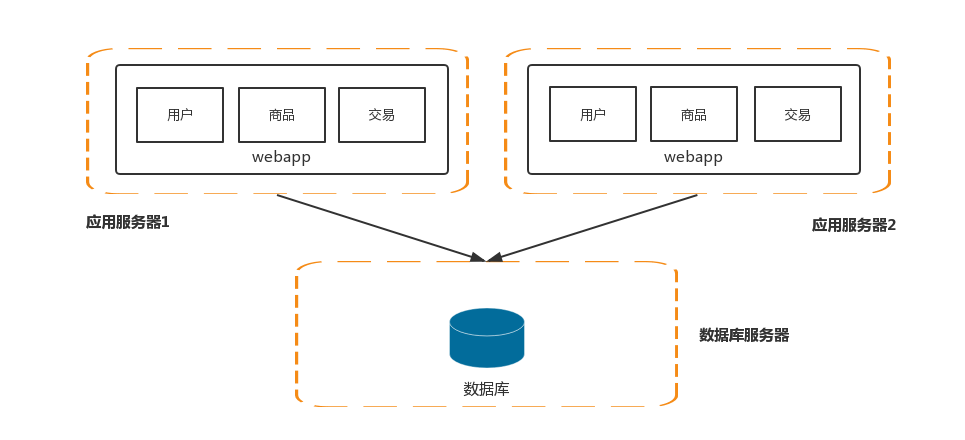 用户 商品 交易
webapp
用户 商品 交易
webapp
应用服务器1
应用服务器2
数据库服务器
数据库